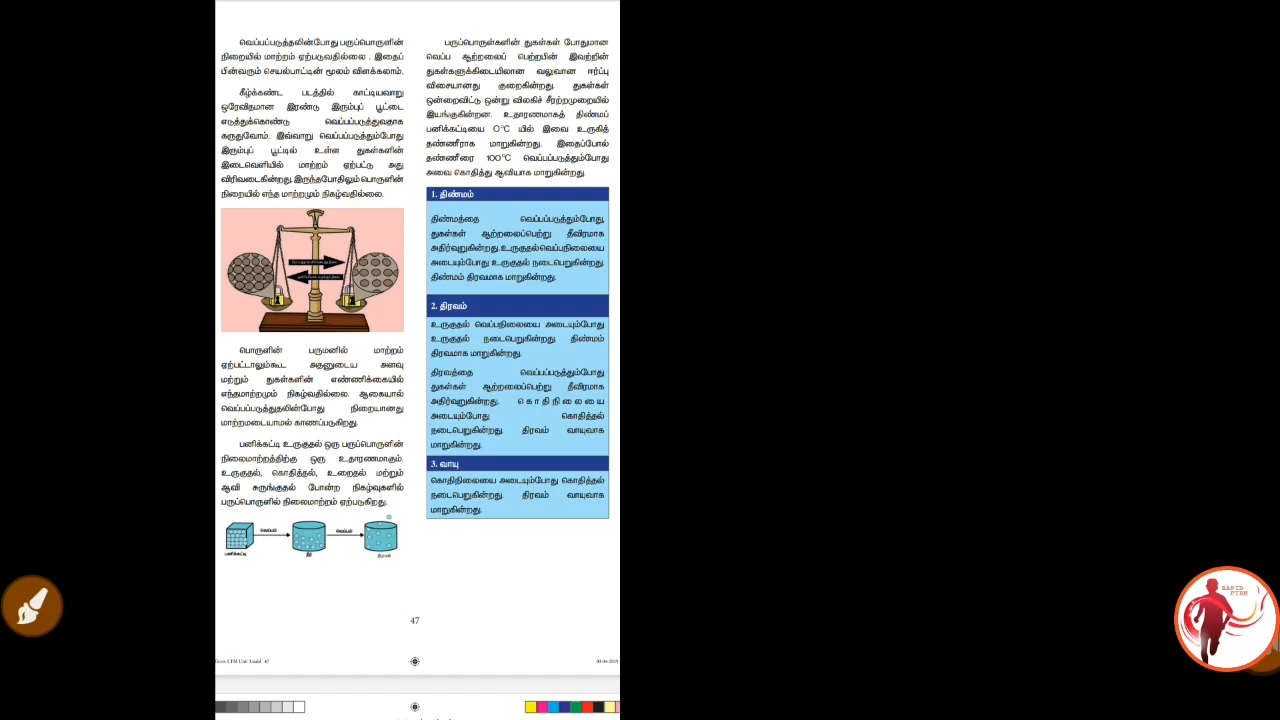 வெப்பப்படுத்தலின்போது பருப்பொருளின்
நிறையில் மாற்றம் ஏற்படுவதில்லை . இதைப்
பின்வரும் செயல்பாட்டின் மூலம் விளக்கலாம்.
கீழ்க்கண்ட படத்தில் காட்டியவாறு
ஒரேவிதமான இரண்டு இரும்புப் பூட்டை
எடுத்துக்கொண்டு வெப்பப்படுத்துவதாக
கருதுவோம். இவ்வாறு வெப்பப்படுத்தும்போது
இரும்புப் பூட்டில் உள்ள துகள்களின்
இடைவெளியில் மாற்றம் ஏற்பட்டு அது
விரிவடைகின்றது. இருந்தபோதிலும் பொருளின்
நிறையில் எந்த மாற்றமும் நிகழ்வதில்லை.
பொருளின் பருமனில் மாற்றம்
ஏற்பட்டாலும்கூட அதனுடைய அளவு
மற்றும் துகள்களின் எண்ணிக்கையில்
எந்தமாற்றமும் நிகழ்வதில்லை. ஆகையால்
வெப்பப்படுத்துதலின்போது நிறையானது
மாற்றமடையாமல் காணப்படுகிறது.
பனிக்கட்டி உருகுதல் ஒரு பருப்பொருளின்
நிலைமாற்றத்திற்கு ஒரு உதாரணமாகும்.
உருகுதல், கொதித்தல், உறைதல் மற்றும்
ஆவி சுருங்குதல் போன்ற நிகழ்வுகளில்
பருப்பொருளில் நிலைமாற்றம் ஏற்படுகிறது.
வெப்பம் வெப்பம்
பனிக்கட்டி நீர் நீராவி
பருப்பொருள்களின் துகள்கள் போதுமான
வெப்ப ஆற்றலைப் பெற்றபின் இவற்றின்
துகள்களுக்கிடையிலான வலுவான ஈர்ப்பு
விசையானது குறைகின்றது. துகள்கள்
ஒன்றைவிட்டு ஒன்று விலகிச் சீரற்றமுறையில்
இயங்குகின்றன. உதாரணமாகத் திண்மப்
பனிக்கட்டியை 0°C யில் இவை உருகித்
தண்ணீராக மாறுகின்றது. இதைப்போல்
தண்ணீரை 100°C வெப்பப்படுத்தும்போது
அவை கொதித்து ஆவியாக மாறுகின்றது.
1. திண்மம்
திண்மத்தை வெப்பப்படுத்தும்போது,
துகள்கள் ஆற்றலைப்பெற்று தீவிரமாக
அதிர்வுறுகின்றது. உருகுதல்வெப்பநிலையை
அடையும்போது உருகுதல் நடைபெறுகின்றது.
திண்மம் திரவமாக மாறுகின்றது.
2. திரவம்
உருகுதல் வெப்பநிலையை அடையும்போது
உருகுதல் நடைபெறுகின்றது. திண்மம்
திரவமாக மாறுகின்றது.
திரவத்தை வெப்பப்படுத்தும்போது
துகள்கள் ஆற்றலைப்பெற்று தீவிரமாக
அதிர்வுறுகின்றது. கொதிநிலையை
அடையும்போது கொதித்தல்
நடைபெறுகின்றது. திரவம் வாயுவாக
மாறுகின்றது.
3. வாயு
கொதிநிலையை அடையும்போது கொதித்தல்
நடைபெறுகின்றது. திரவம் வாயுவாக
மாறுகின்றது.
47
RAPID
FIRE